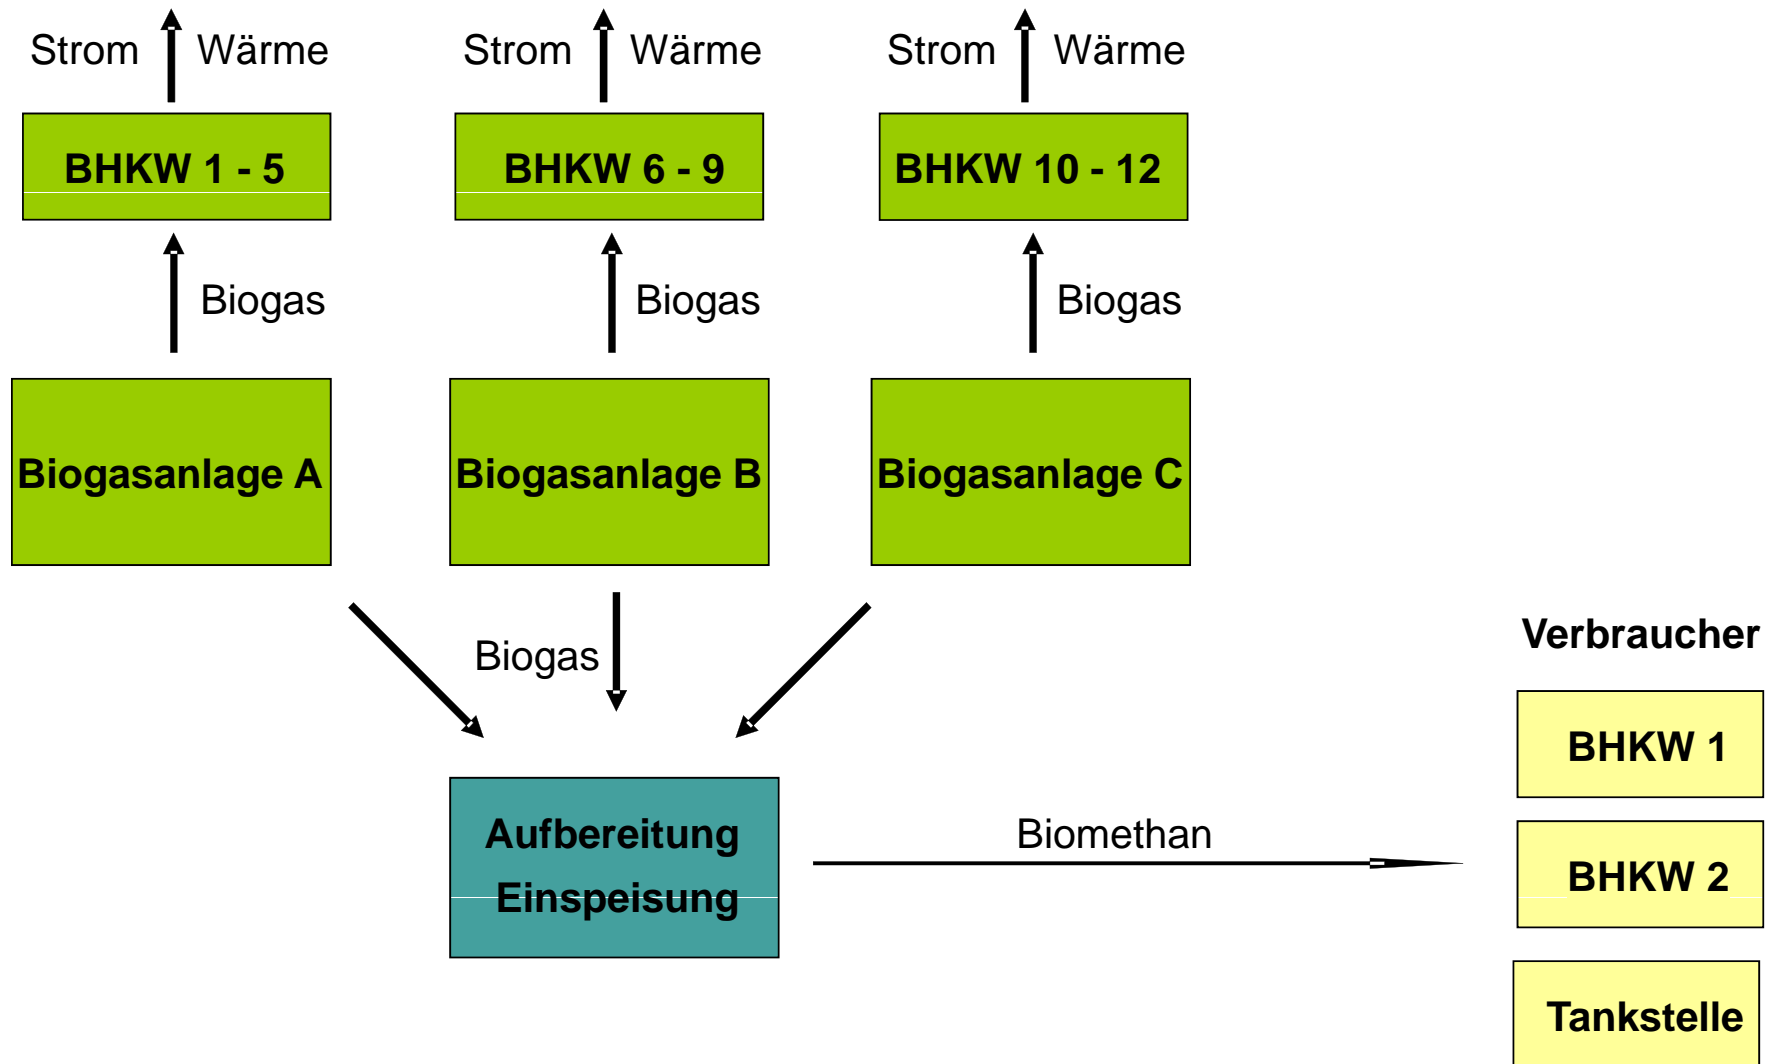 Strom Wärme Strom Wärme Strom Wärme
BHKW 1 - 5 BHKW 6 - 9 BHKW 10 - 12
Biogas Biogas Biogas
Biogasanlage A Biogasanlage B Biogasanlage C
Biogas
Verbraucher
BHKW 1
Aufbereitung
Einspeisung
Biomethan
BHKW 2
Tankstelle